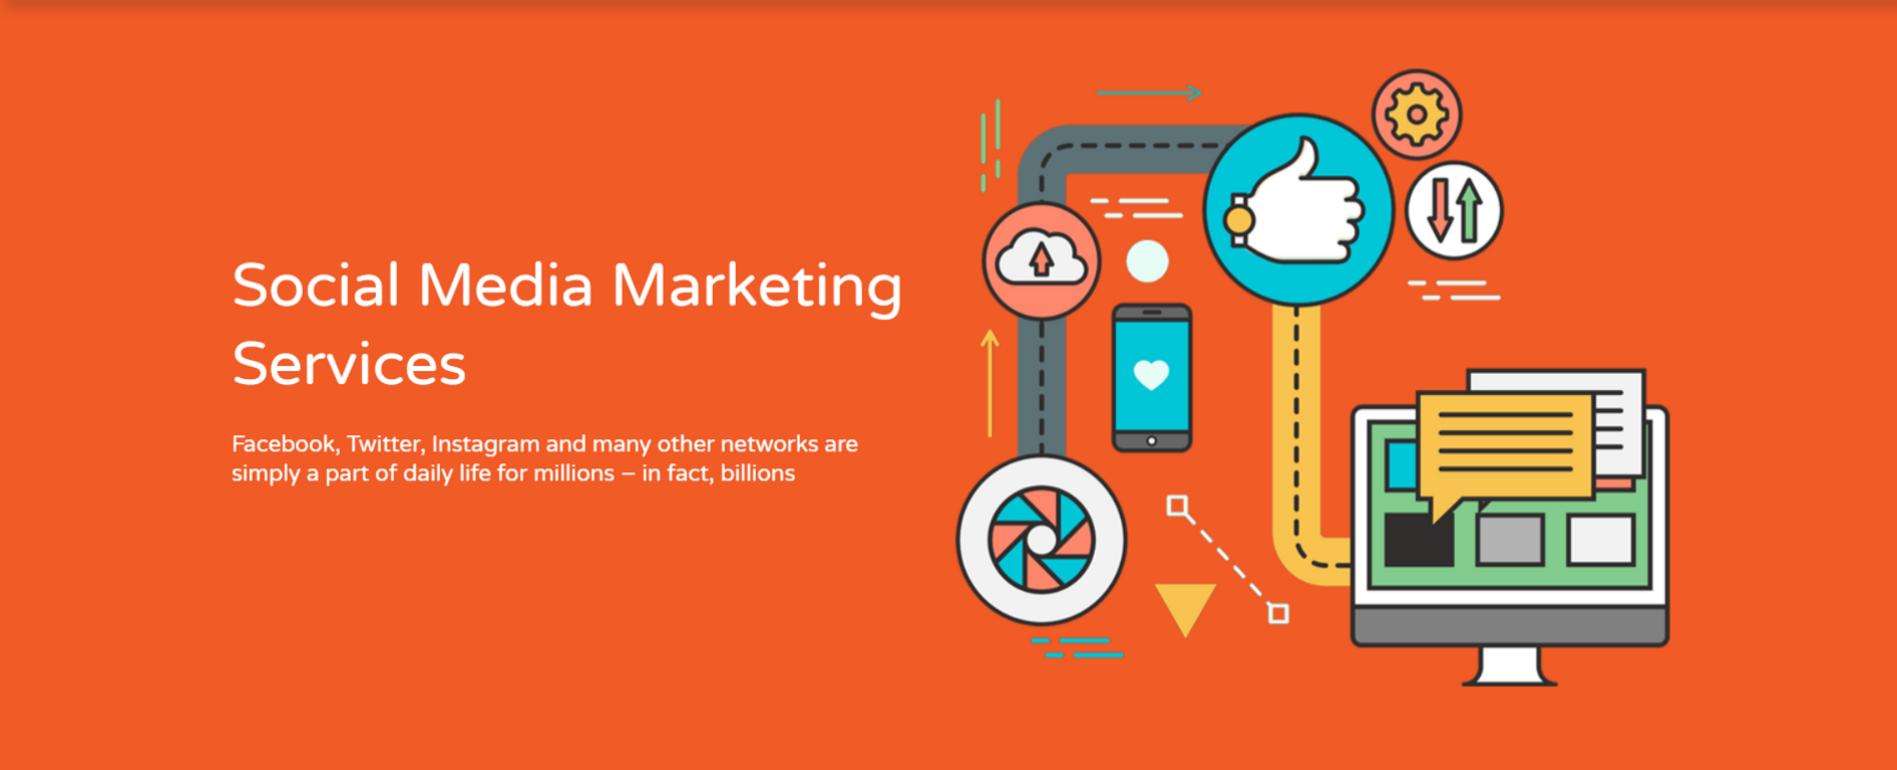 Social Media Marketing
Services
Facebook, Twitter, Instagram and many other networks are
simply a part of daily life for millions – in fact, billions